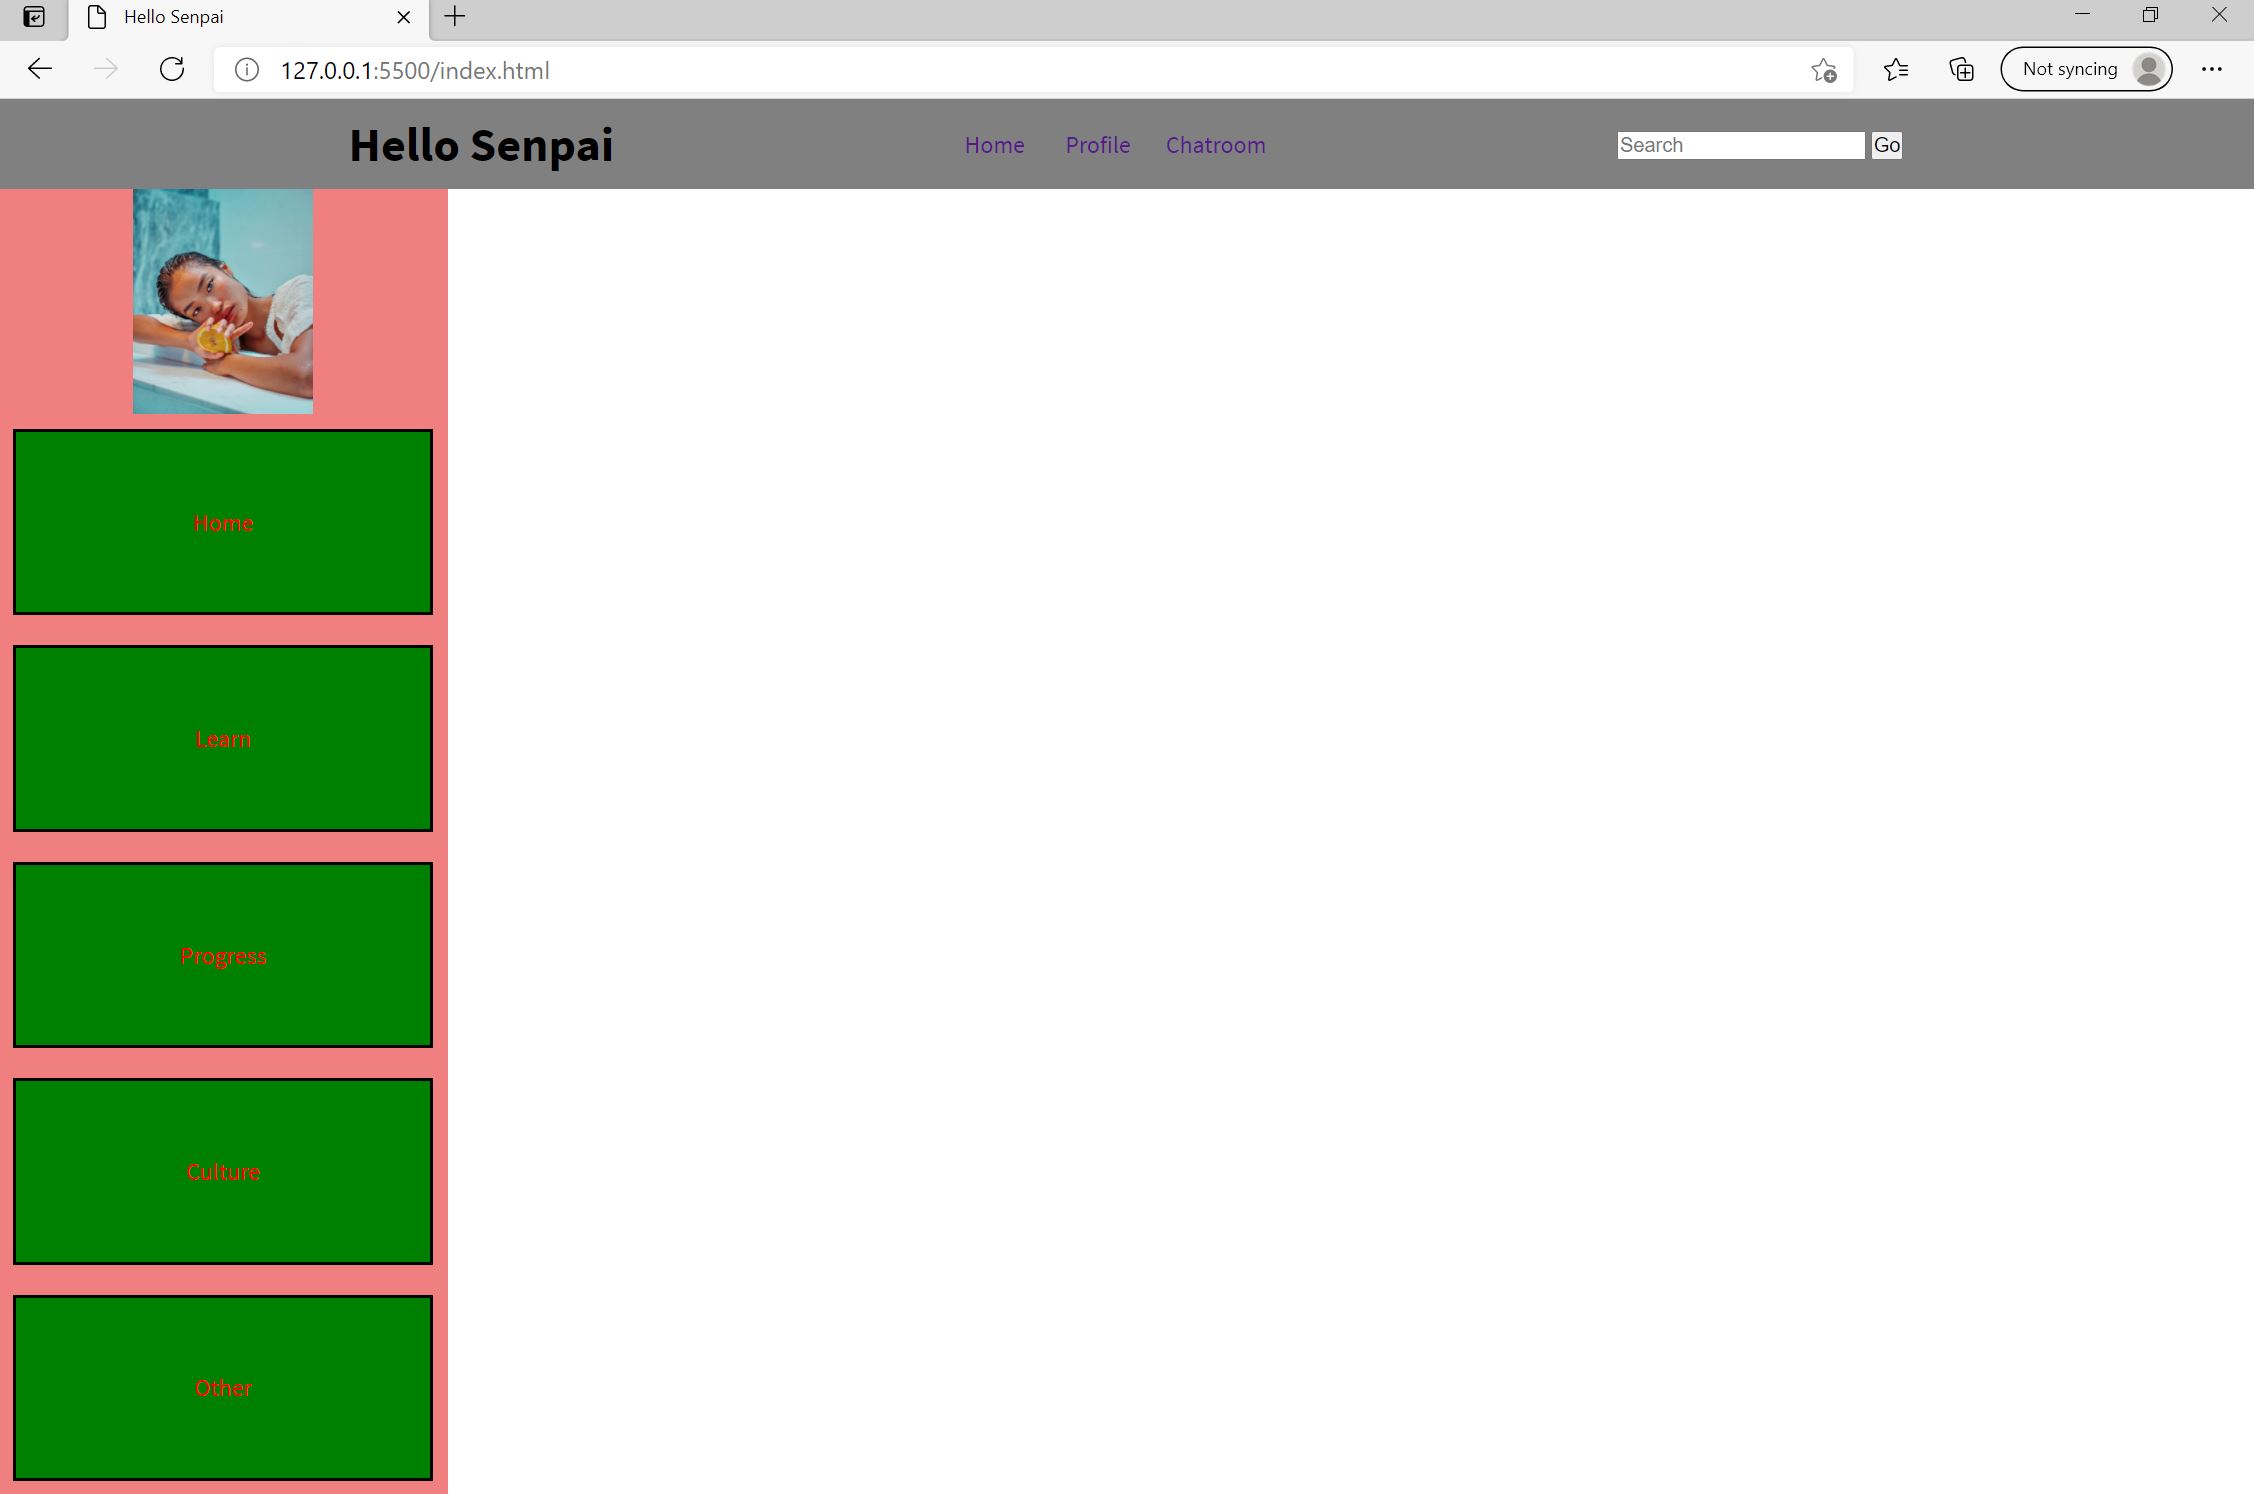 Hello Senpai
127.0.0.1:5500/index.html
Not syncing
Hello Senpai
Home Profile Chatroom
Search Go
Home
Learn
Progress
Culture
Other